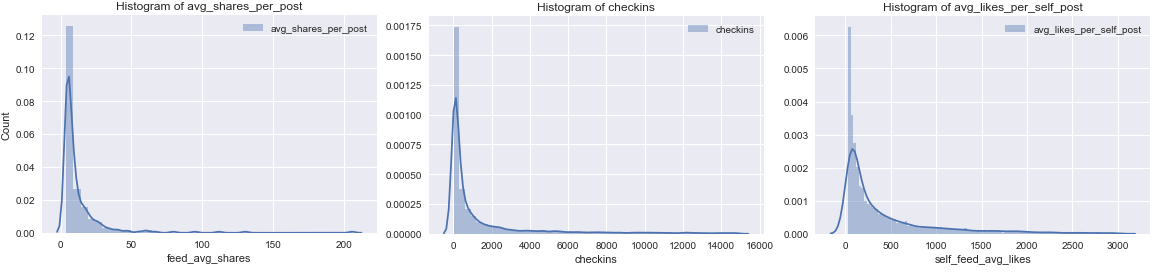 Histogram of avg_shares_per_post
avg_shares_per_post
0.12
0.10
0.08
0.06
0.04
0.02
0.00
Count
0 50 100 150 200
feed_avg_shares
Histogram of checkins
checkins
0.00175
0.00150
0.00125
0.00100
0.00075
0.00050
0.00025
0.00000
0 2000 4000 6000 8000 10000 12000 14000 16000
checkins
Histogram of avg_likes_per_self_post
avg_likes_per_self_post
0.006
0.005
0.004
0.003
0.002
0.001
0.000
0 500 1000 1500 2000 2500 3000
self_feed_avg_likes